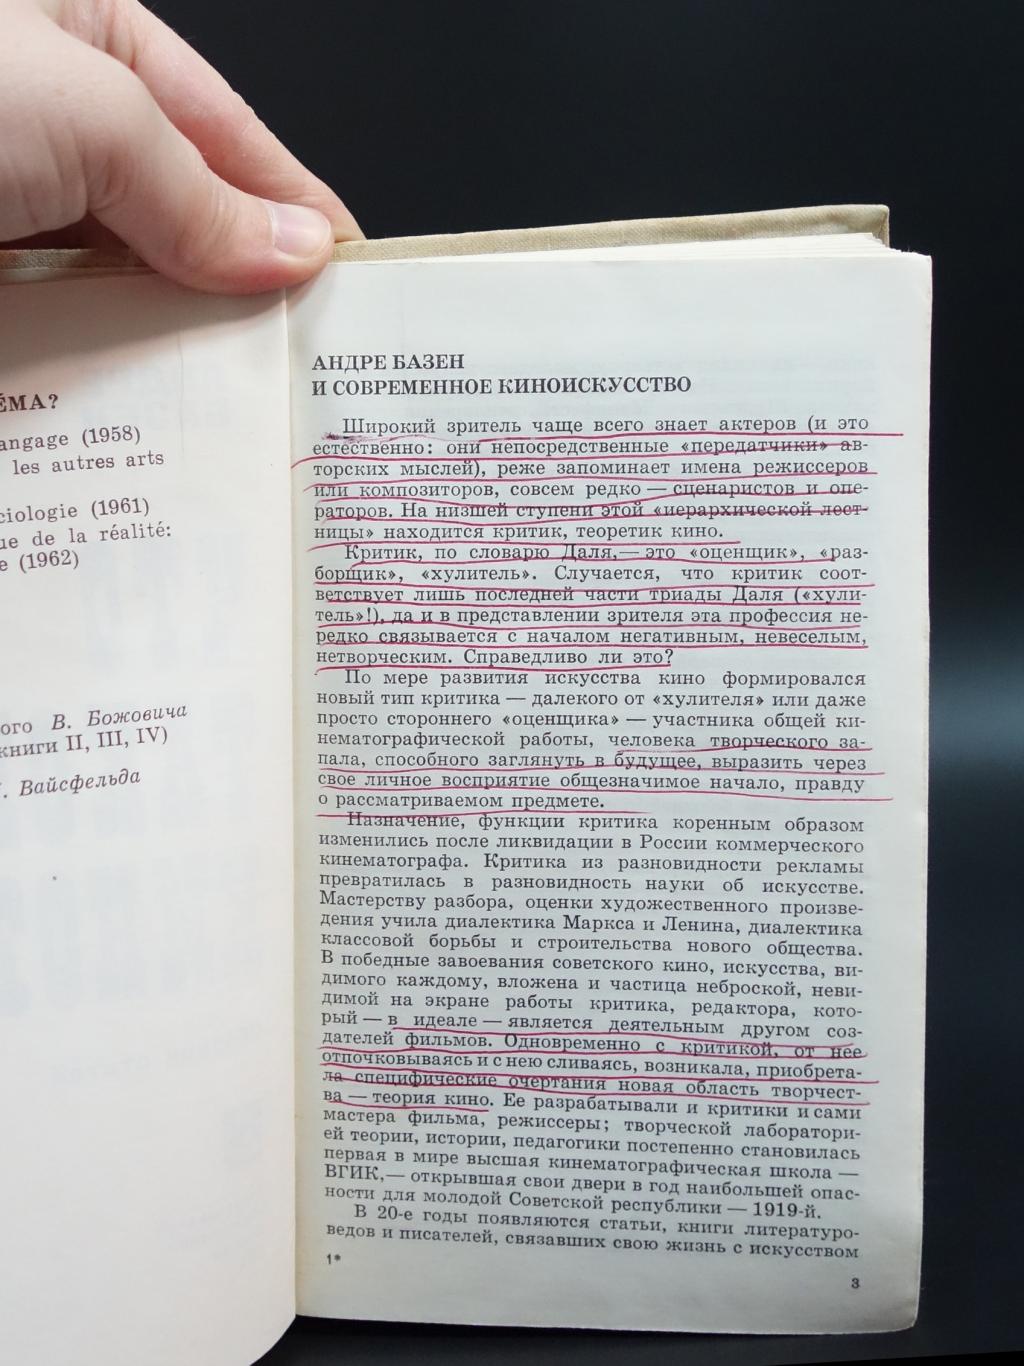 ÉMA?
angage (1958)
les autres arts
ciologie (1961)
ue de la réalité:
e (1962)
ого В. Божовича
книги II, III, IV)
. Вайсфельда
АНДРЕ БАЗЕН
И СОВРЕМЕННОЕ КИНОИСКУССТВО
Широкий зритель чаще всего знает актеров (и это
естественно: они непосредственные «передатчики» ав-
торских мыслей), реже запоминает имена режиссеров
или композиторов, совсем редко — сценаристов и опе-
раторов. На низшей ступени этой «иерархической лест-
ницы» находится критик, теоретик кино.
Критик, по словарю Даля,— это «оценщик», «раз-
борщик», «хулитель». Случается, что критик соот-
ветствует лишь последней части триады Даля («хули-
тель»!), да и в представлении зрителя эта профессия не-
редко связывается с началом негативным, невеселым,
нетворческим. Справедливо ли это?
По мере развития искусства кино формировался
новый тип критика — далекого от «хулителя» или даже
просто стороннего «оценщика» — участника общей ки-
нематографической работы, человека творческого за-
пала, способного заглянуть в будущее, выразить через
свое личное восприятие общезначимое начало, правду
о рассматриваемом предмете.
Назначение, функции критика коренным образом
изменились после ликвидации в России коммерческого
кинематографа. Критика из разновидности рекламы
превратилась в разновидность науки об искусстве.
Мастерству разбора, оценки художественного произве-
дения учила диалектика Маркса и Ленина, диалектика
классовой борьбы и строительства нового общества.
В победные завоевания советского кино, искусства, ви-
димого каждому, вложена и частица неброской, неви-
димой на экране работы критика, редактора, кото-
рый — в идеале — является деятельным другом соз-
дателей фильмов. Одновременно с критикой, от нее
отпочковываясь и с нею сливаясь, возникала, приобрета-
ла специфические очертания новая область творчест-
ва — теория кино. Ее разрабатывали и критики и сами
мастера фильма, режиссеры; творческой лаборатори-
ей теории, истории, педагогики постепенно становилась
первая в мире высшая кинематографическая школа —
ВГИК,— открывшая свои двери в год наибольшей опас-
ности для молодой Советской республики — 1919-й.
В 20-е годы появляются статьи, книги литературо-
ведов и писателей, связавших свою жизнь с искусством
1*
3